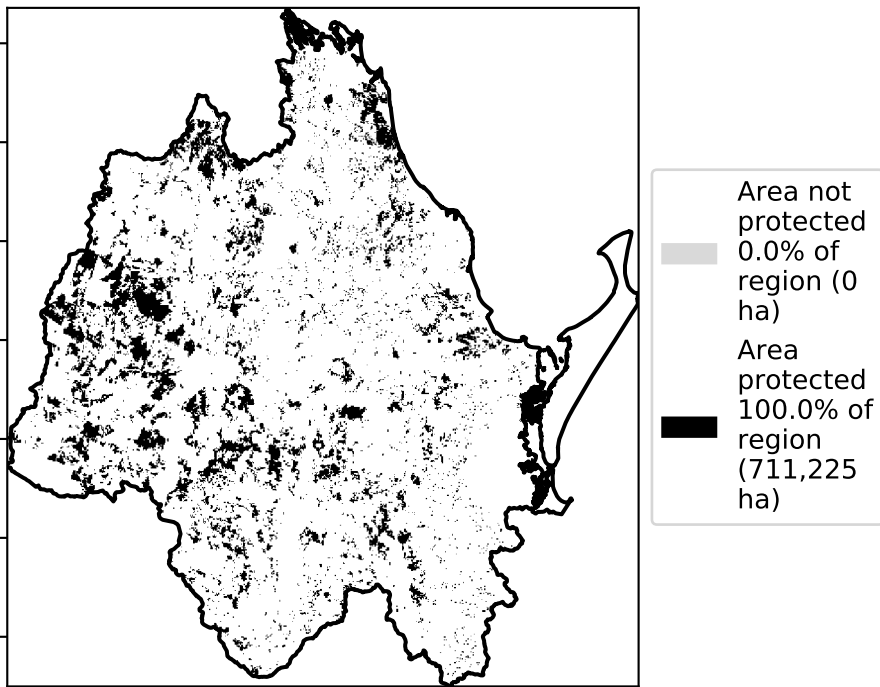 Area not
protected
0.0% of
region (0
ha)
Area
protected
100.0% of
region
(711,225
ha)